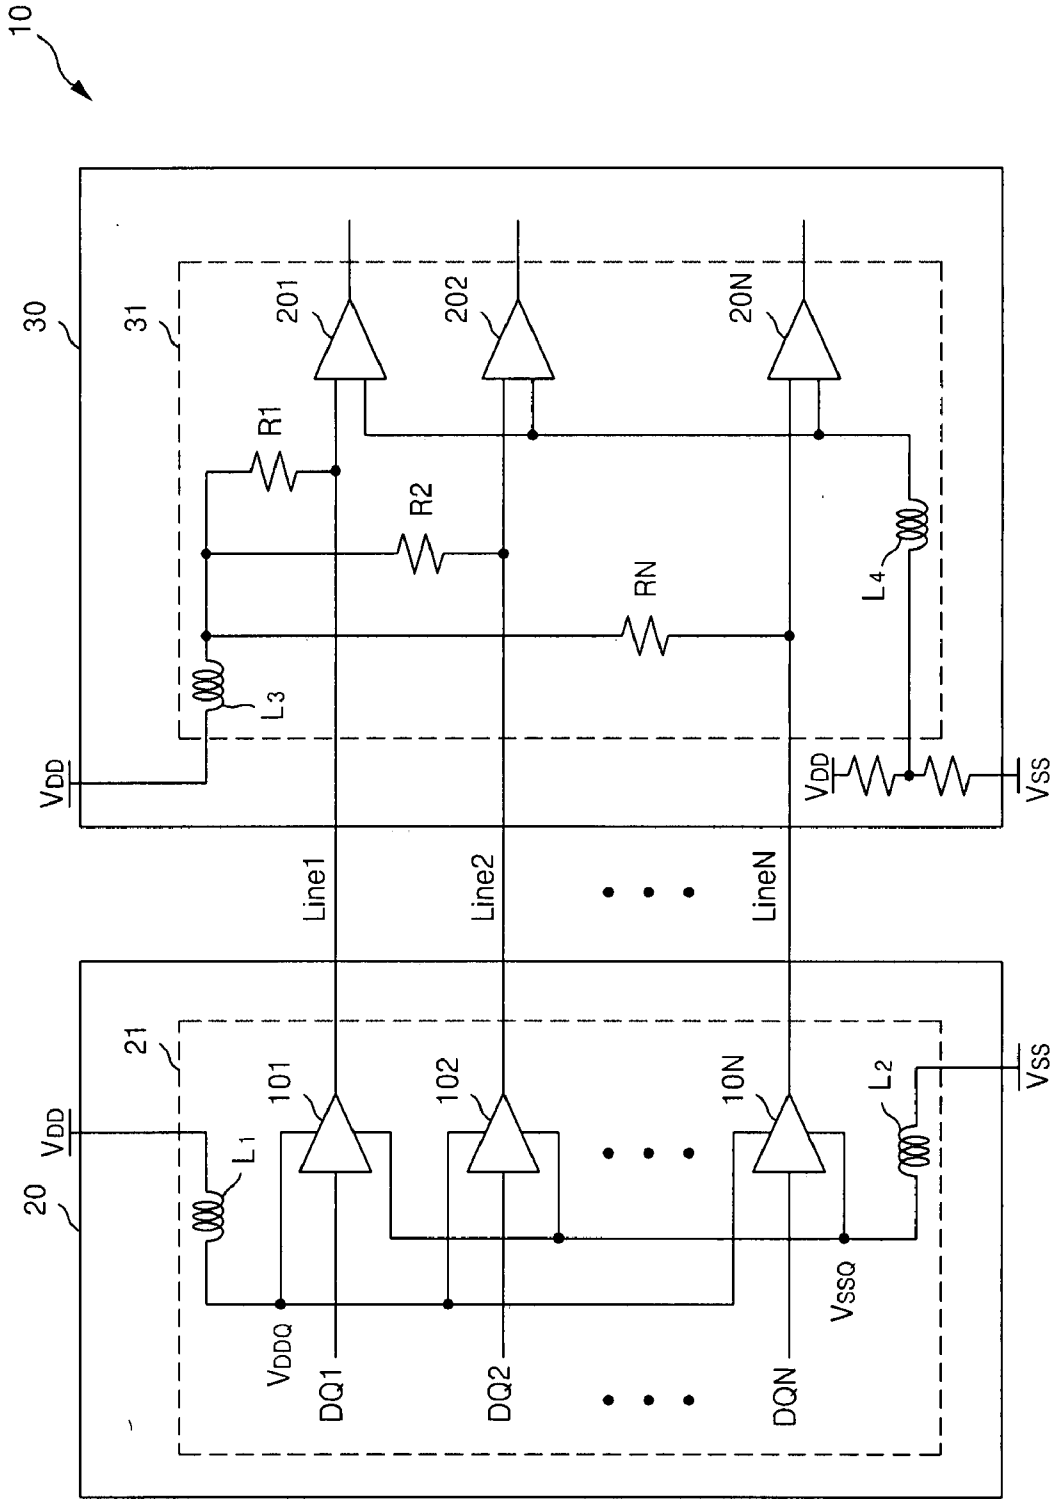 10
30
31
VDD
L3
R1
R2
RN
201
202
20N
L4
VDD
VSS
Line1
Line2
LineN
20
21
VDD
L1
101
102
10N
L2
VSS
VDDQ
VSSQ
DQ1
DQ2
DQN